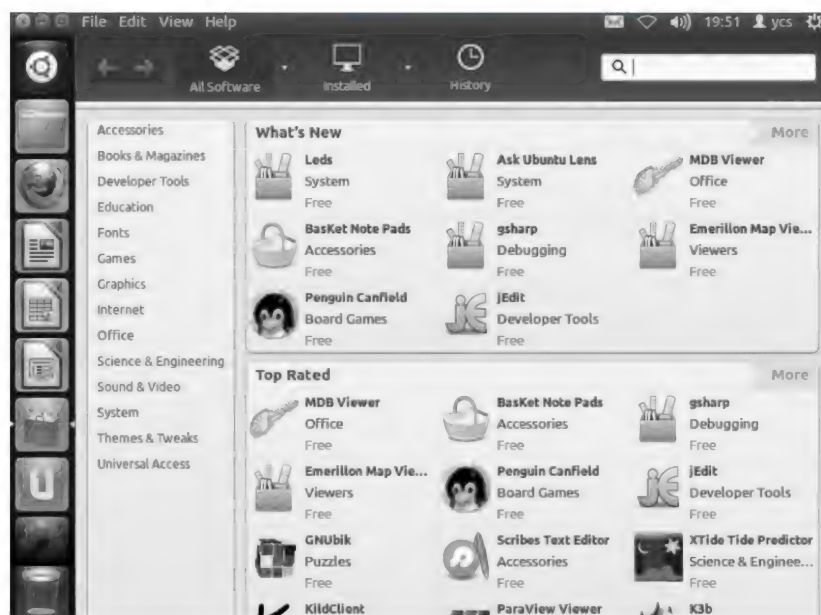 File Edit View Help
19:51 ycs
All Software
Installed
History
Accessories
Books & Magazines
Developer Tools
Education
Fonts
Games
Graphics
Internet
Office
Science & Engineering
Sound & Video
System
Themes & Tweaks
Universal Access
What's New More
Leds
System
Free
Ask Ubuntu Lens
System
Free
MDB Viewer
Office
Free
BasKet Note Pads
Accessories
Free
gsharp
Debugging
Free
Emerillon Map Vie...
Viewers
Free
Penguin Canfield
Board Games
Free
jEdit
Developer Tools
Free
Top Rated More
MDB Viewer
Office
Free
BasKet Note Pads
Accessories
Free
gsharp
Debugging
Free
Emerillon Map Vie...
Viewers
Free
Penguin Canfield
Board Games
Free
jEdit
Developer Tools
Free
GNUbik
Puzzles
Free
Scribes Text Editor
Accessories
Free
XTide Tide Predictor
Science & Enginee...
Free
KildClient
ParaView Viewer
K3b